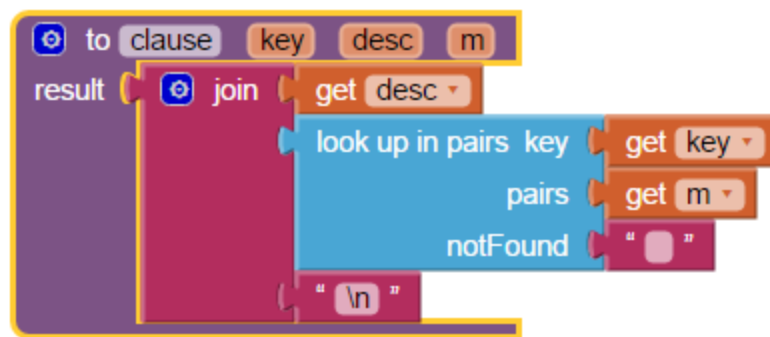 to clause key desc m
result join get desc
look up in pairs key get key
pairs get m
notFound “ ”
“ \n ”